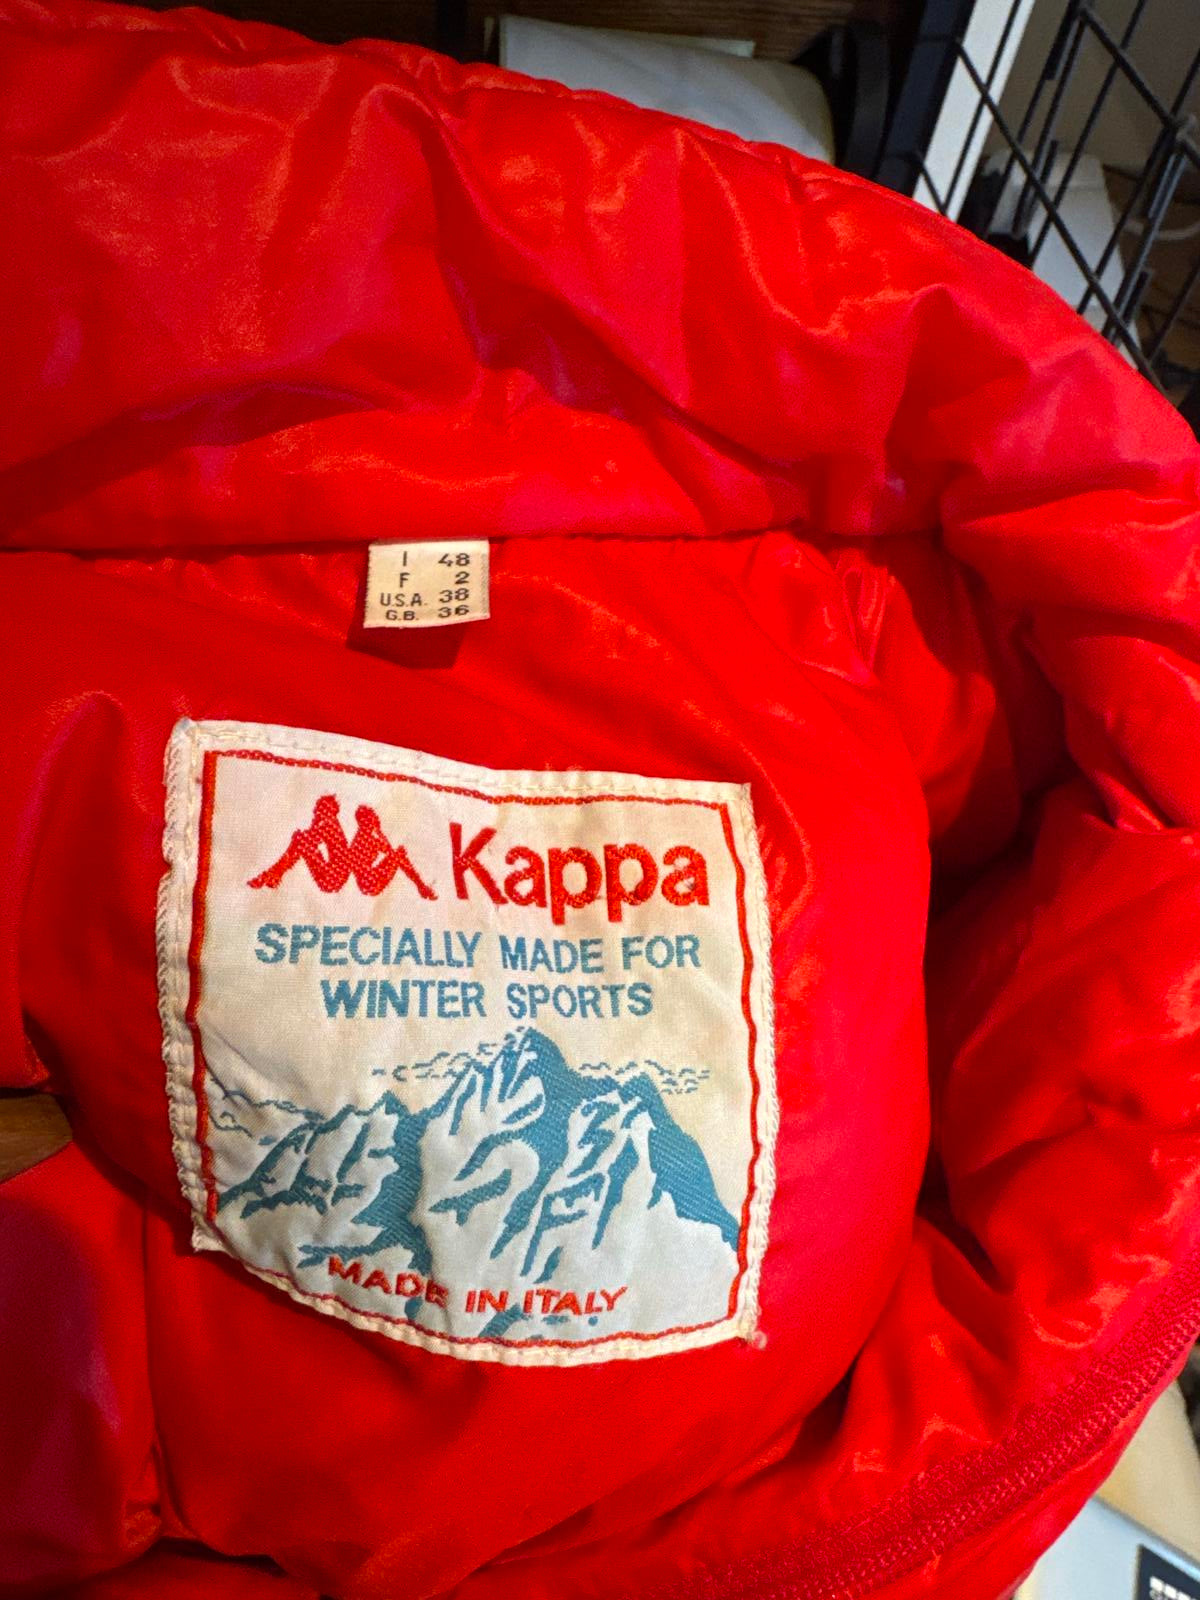 I 48
F 2
U.S.A. 38
G.B. 36
Kappa
SPECIALLY MADE FOR
WINTER SPORTS
MADE IN ITALY